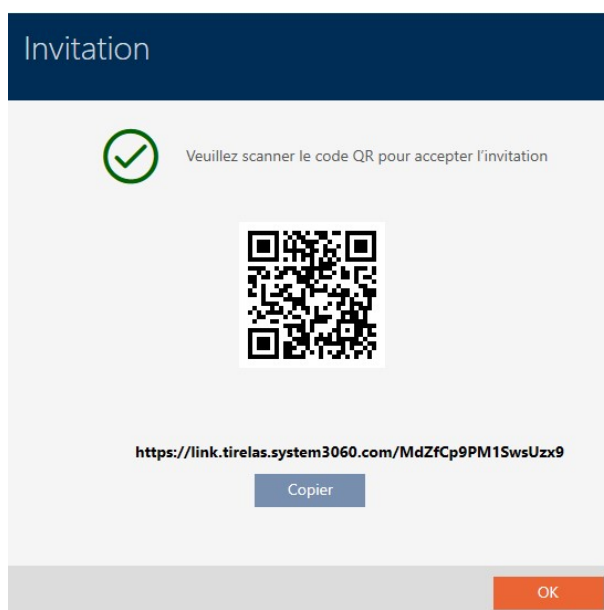 Invitation
Veuillez scanner le code QR pour accepter l'invitation
https://link.tirelas.system3060.com/MdZfCp9PM1SwsUzx9
Copier
OK